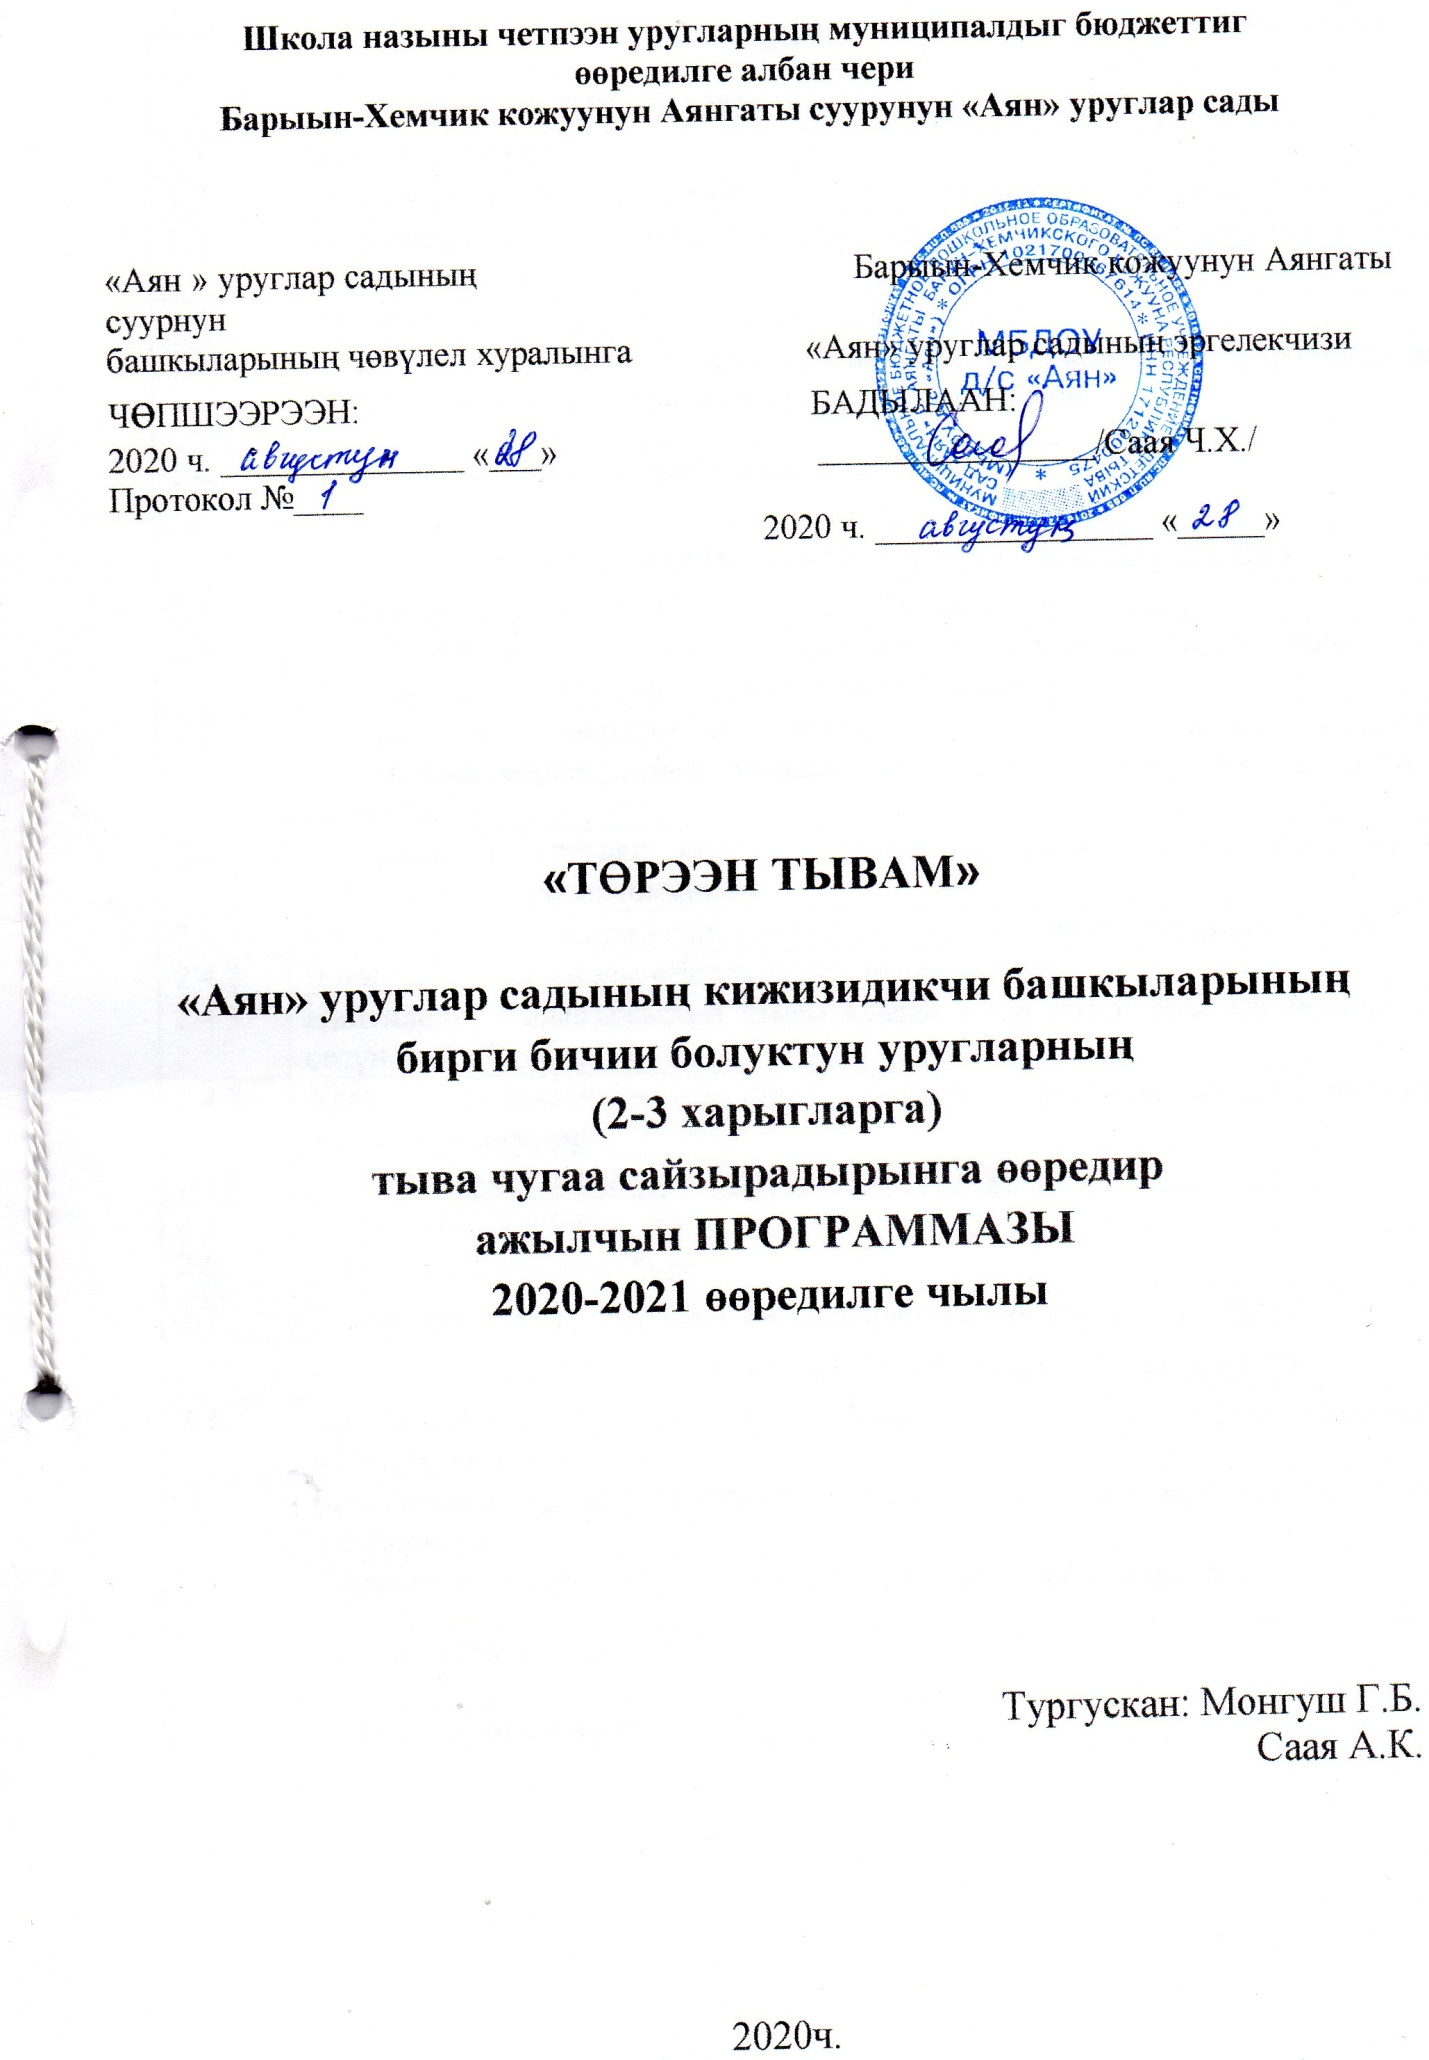 Школа назыны четпээн уругларның муниципалдыг бюджеттиг
өөредилге албан чери
Барыын-Хемчик кожуунун Аянгаты суурунун «Аян» уруглар сады
«Аян » уруглар садының
суурнун
башкыларының чөвүлел хуралынга
ЧӨПШЭЭРЭЭН:
2020 ч. августун «28»
Протокол № 1
Барыын-Хемчик кожуунун Аянгаты
«Аян» уруглар садының эргелекчизи
БАДЫЛААН:
/Саая Ч.Х./
2020 ч. августуң «28»
МБДОУ
д/с «Аян»
«ТӨРЭЭН ТЫВАМ»
«Аян» уруглар садының кижизидикчи башкыларының
бирги бичии болуктун уругларның
(2-3 харыгларга)
тыва чугаа сайзырадырынга өөредир
ажылчын ПРОГРАММАЗЫ
2020-2021 өөредилге чылы
Тургускан: Монгуш Г.Б.
Саая А.К.
2020ч.